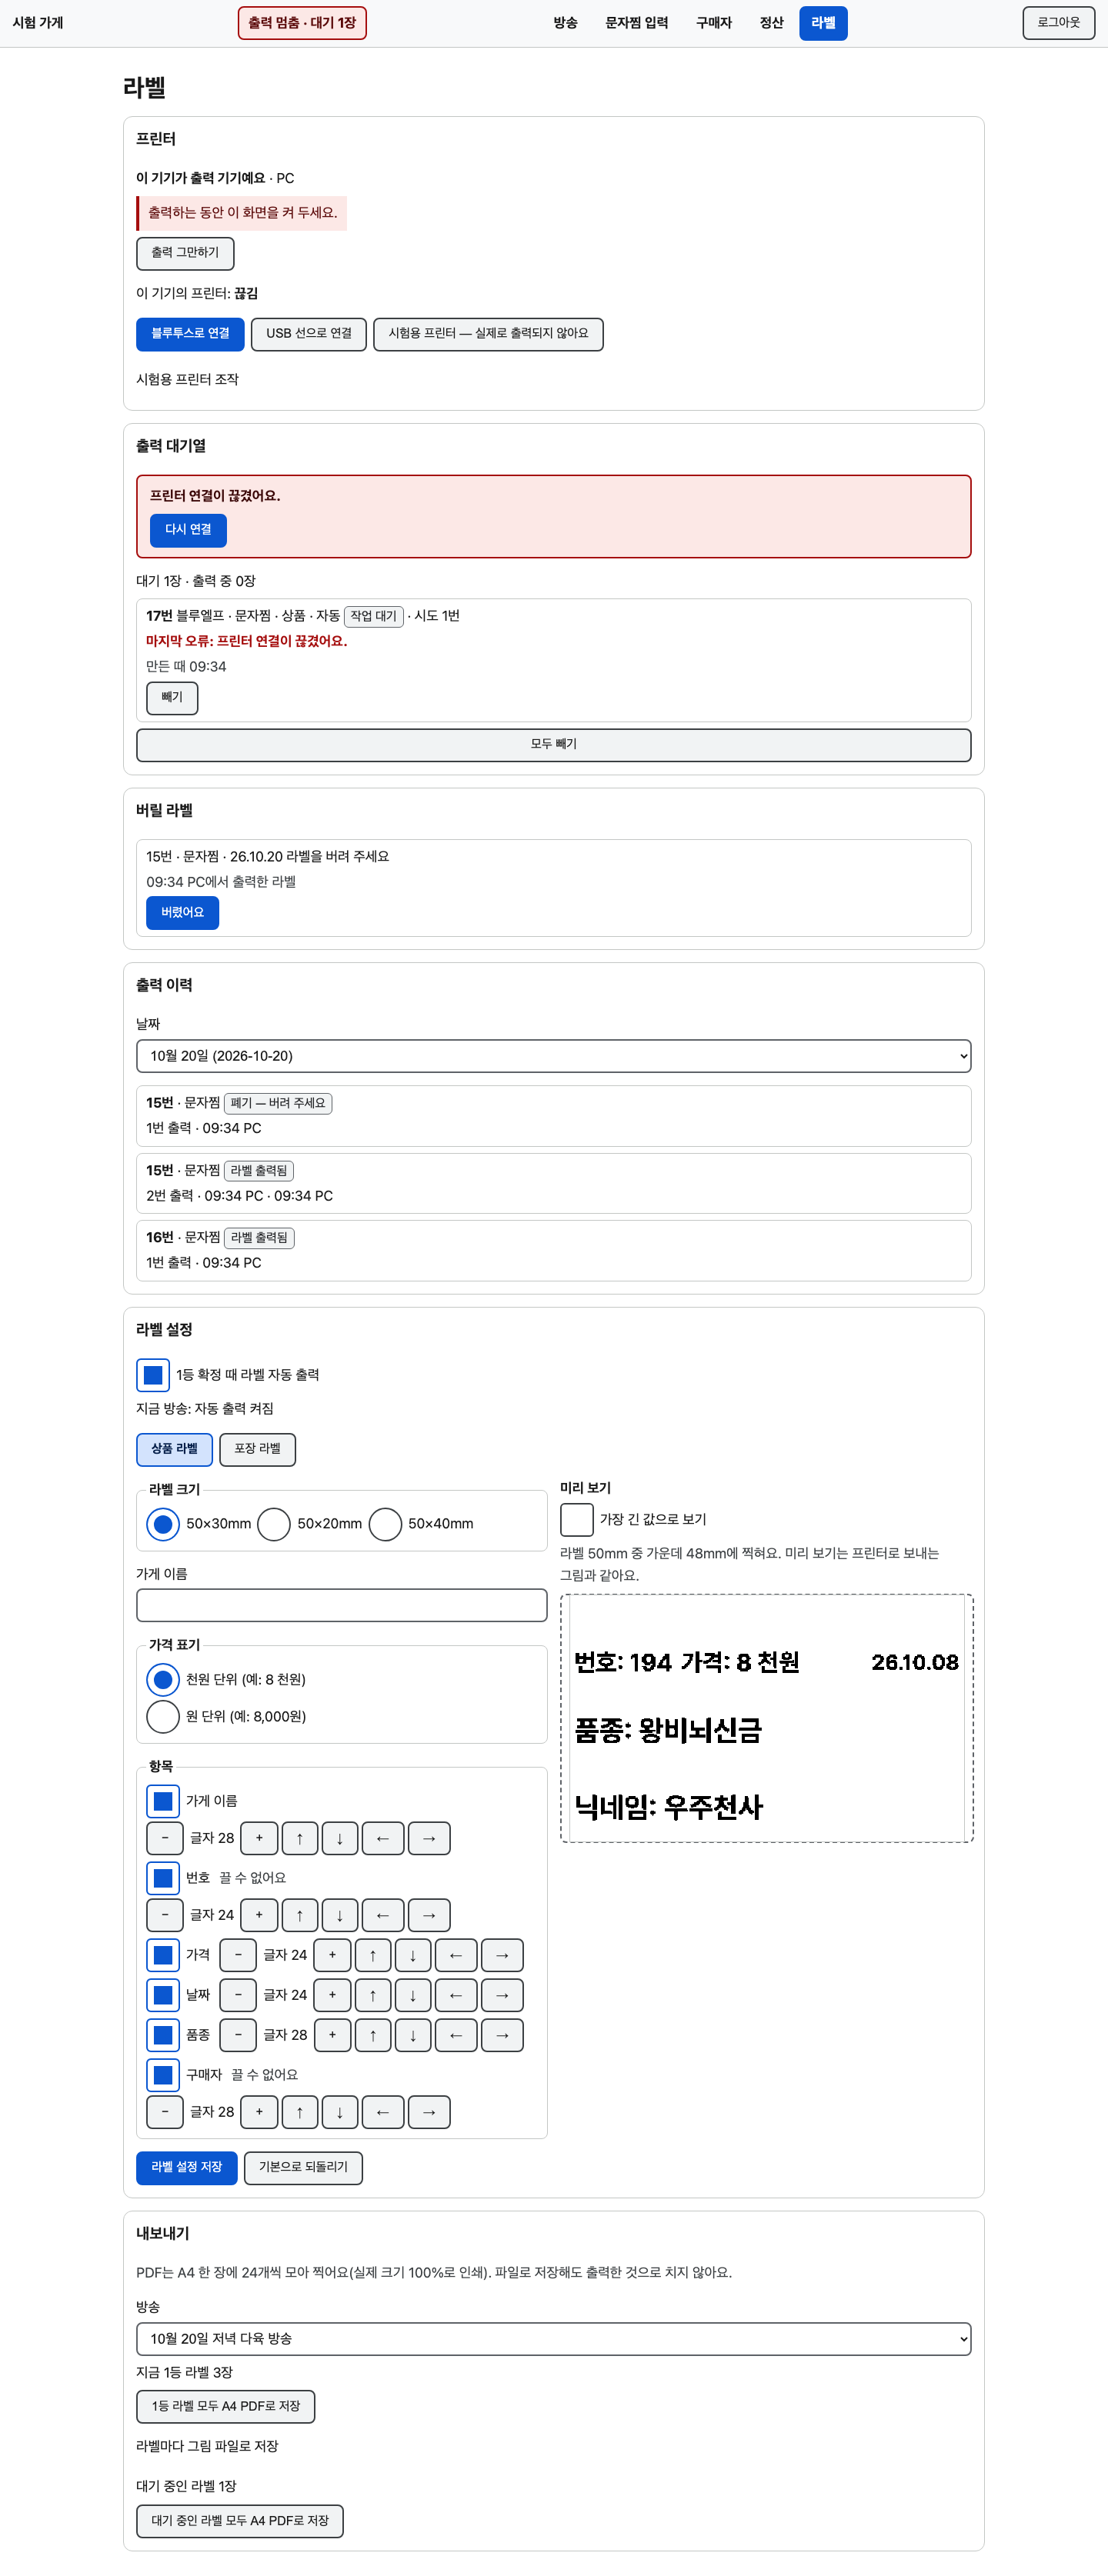 시험 가게
출력 멈춤 · 대기 1장
방송 문자찜 입력 구매자 정산 라벨
로그아웃
라벨
프린터
이 기기가 출력 기기예요 · PC
출력하는 동안 이 화면을 켜 두세요.
출력 그만하기
이 기기의 프린터: 끊김
블루투스로 연결 USB 선으로 연결 시험용 프린터 — 실제로 출력되지 않아요
시험용 프린터 조작
출력 대기열
프린터 연결이 끊겼어요.
다시 연결
대기 1장 · 출력 중 0장
17번 블루엘프 · 문자찜 · 상품 · 자동 작업 대기 · 시도 1번
마지막 오류: 프린터 연결이 끊겼어요.
만든 때 09:34
빼기
모두 빼기
버릴 라벨
15번 · 문자찜 · 26.10.20 라벨을 버려 주세요
09:34 PC에서 출력한 라벨
버렸어요
출력 이력
날짜
10월 20일 (2026-10-20)
15번 · 문자찜 폐기 — 버려 주세요
1번 출력 · 09:34 PC
15번 · 문자찜 라벨 출력됨
2번 출력 · 09:34 PC · 09:34 PC
16번 · 문자찜 라벨 출력됨
1번 출력 · 09:34 PC
라벨 설정
1등 확정 때 라벨 자동 출력
지금 방송: 자동 출력 켜짐
상품 라벨 포장 라벨
라벨 크기
50×30mm 50×20mm 50×40mm
가게 이름
가격 표기
천원 단위 (예: 8 천원)
원 단위 (예: 8,000원)
항목
가게 이름
− 글자 28 + ↑ ↓ ← →
번호 끌 수 없어요
− 글자 24 + ↑ ↓ ← →
가격 − 글자 24 + ↑ ↓ ← →
날짜 − 글자 24 + ↑ ↓ ← →
품종 − 글자 28 + ↑ ↓ ← →
구매자 끌 수 없어요
− 글자 28 + ↑ ↓ ← →
라벨 설정 저장 기본으로 되돌리기
미리 보기
가장 긴 값으로 보기
라벨 50mm 중 가운데 48mm에 찍혀요. 미리 보기는 프린터로 보내는
그림과 같아요.
번호: 194 가격: 8 천원 26.10.08
품종: 왕비뇌신금
닉네임: 우주천사
내보내기
PDF는 A4 한 장에 24개씩 모아 찍어요(실제 크기 100%로 인쇄). 파일로 저장해도 출력한 것으로 치지 않아요.
방송
10월 20일 저녁 다육 방송
지금 1등 라벨 3장
1등 라벨 모두 A4 PDF로 저장
라벨마다 그림 파일로 저장
대기 중인 라벨 1장
대기 중인 라벨 모두 A4 PDF로 저장